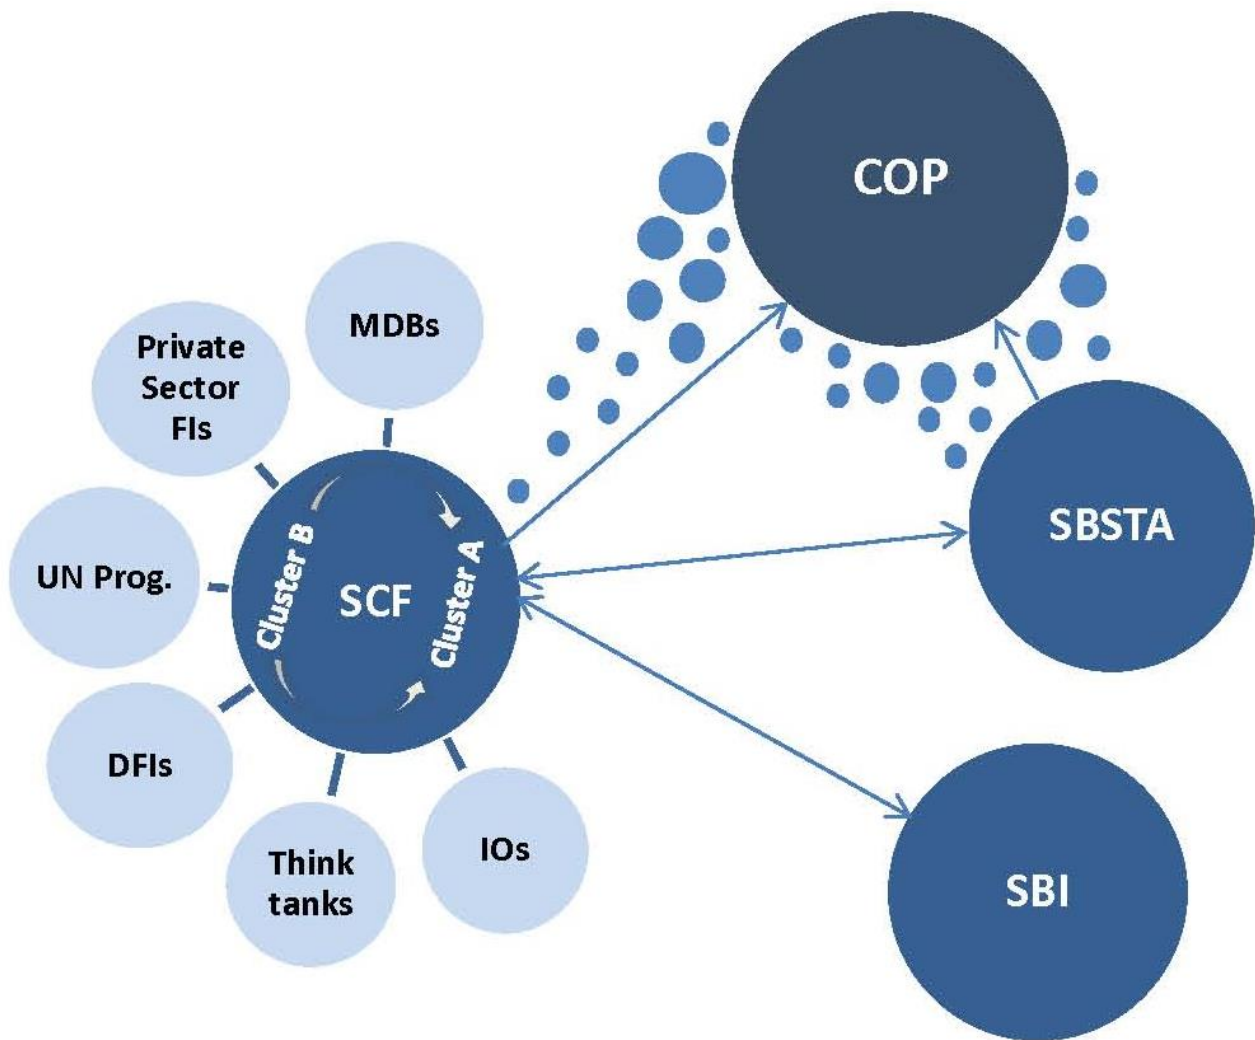 COP
MDBs
Private
Sector
FIs
SBSTA
UN Prog.
Cluster B
SCF
Cluster A
DFIs
Think
tanks
IOs
SBI